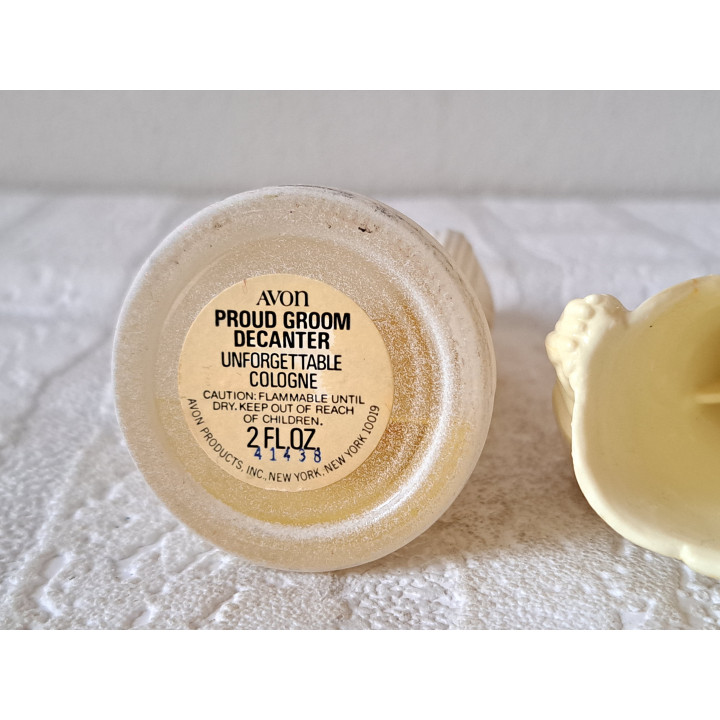 AVON
PROUD GROOM
DECANTER
UNFORGETTABLE
COLOGNE
CAUTION: FLAMMABLE UNTIL
DRY. KEEP OUT OF REACH
OF CHILDREN.
2 FL.OZ.
41438
AVON PRODUCTS, INC., NEW YORK, NEW YORK 10019